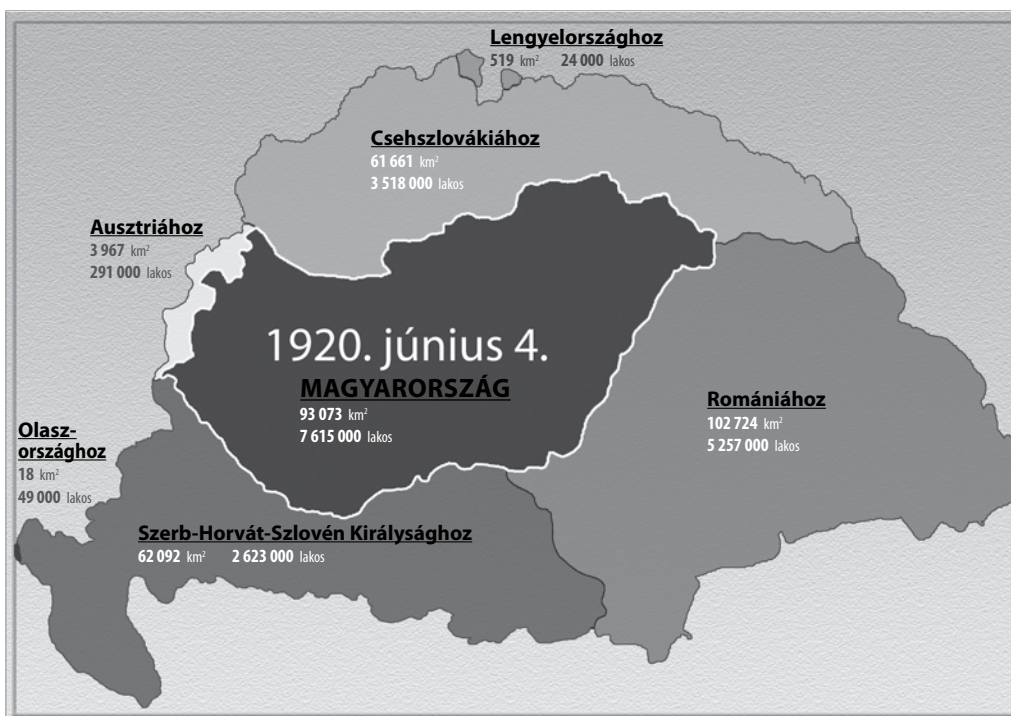 Lengyelországhoz
519 km² 24 000 lakos
Csehszlovákiához
61 661 km²
3 518 000 lakos
Ausztriához
3 967 km²
291 000 lakos
1920. június 4.
MAGYARORSZÁG
93 073 km²
7 615 000 lakos
Romániához
102 724 km²
5 257 000 lakos
Olasz-
országhoz
18 km²
49 000 lakos
Szerb-Horvát-Szlovén Királysághoz
62 092 km² 2 623 000 lakos